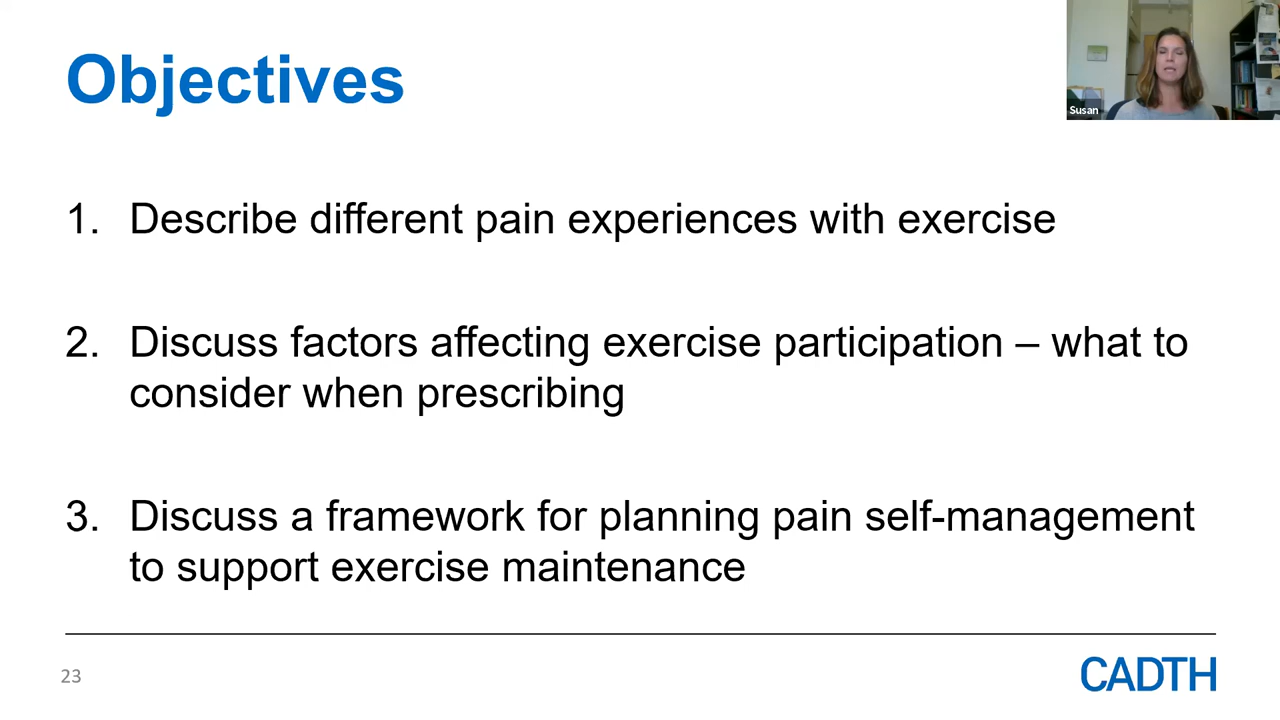 Objectives
Susan
1. Describe different pain experiences with exercise
2. Discuss factors affecting exercise participation – what to
consider when prescribing
3. Discuss a framework for planning pain self-management
to support exercise maintenance
23
CADTH